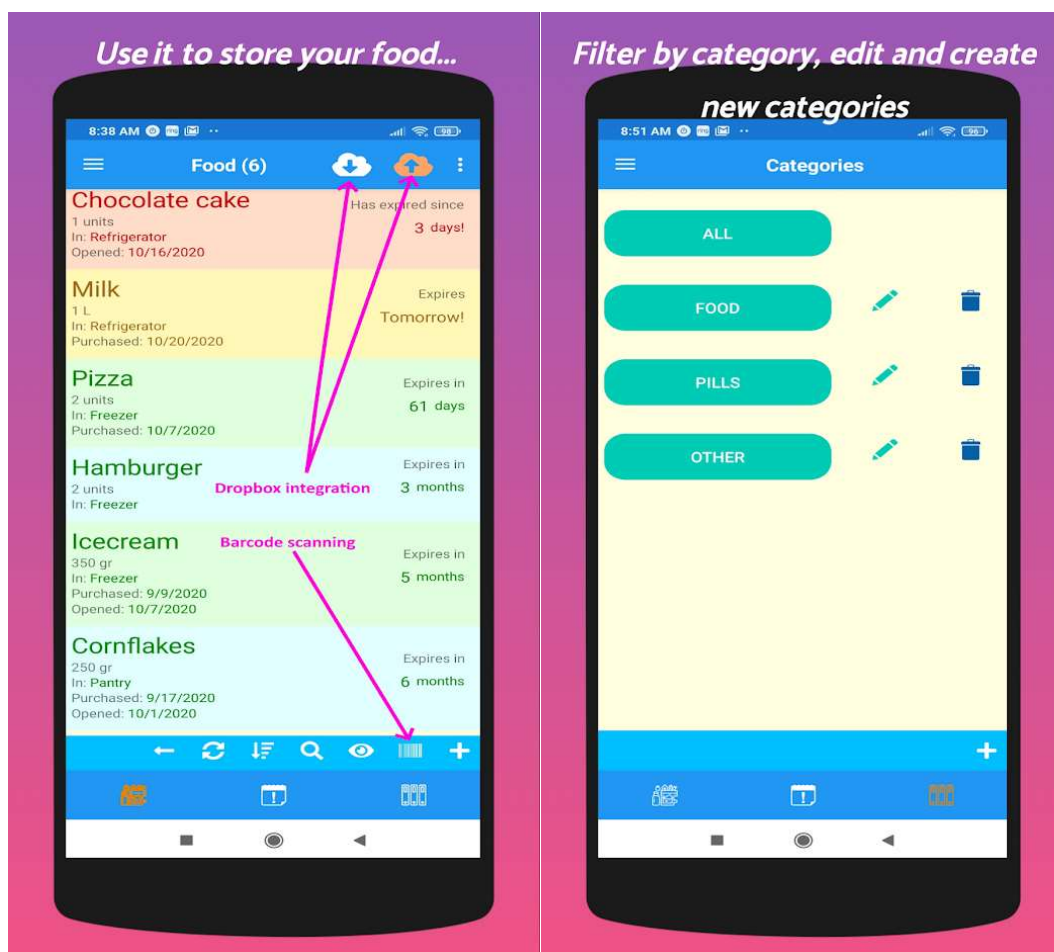 Use it to store your food...
8:38 AM
98
Food (6)
Chocolate cake
1 units
In: Refrigerator
Opened: 10/16/2020
Has expired since
3 days!
Milk
1 L
In: Refrigerator
Purchased: 10/20/2020
Expires
Tomorrow!
Pizza
2 units
In: Freezer
Purchased: 10/7/2020
Expires in
61 days
Hamburger
2 units
In: Freezer
Expires in
3 months
Dropbox integration
Icecream
350 gr
In: Freezer
Purchased: 9/9/2020
Opened: 10/7/2020
Expires in
5 months
Barcode scanning
Cornflakes
250 gr
In: Pantry
Purchased: 9/17/2020
Opened: 10/1/2020
Expires in
6 months
Filter by category, edit and create
new categories
8:51 AM
96
Categories
ALL
FOOD
PILLS
OTHER